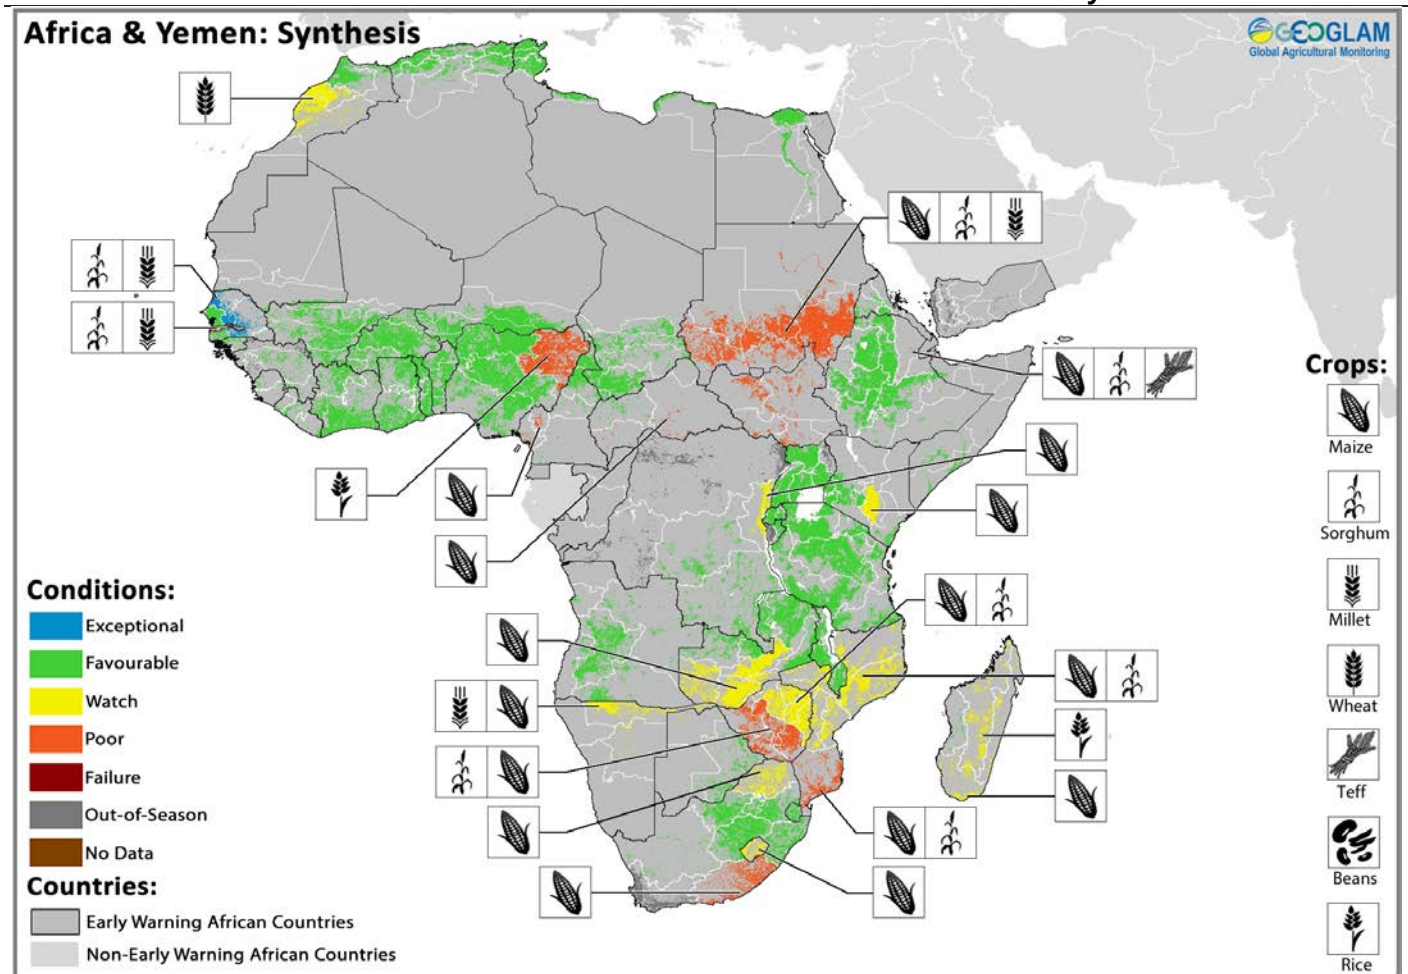 Africa & Yemen: Synthesis
GEOGLAM
Global Agricultural Monitoring
Crops:
Maize
Sorghum
Millet
Wheat
Teff
Beans
Rice
Conditions:
Exceptional
Favourable
Watch
Poor
Failure
Out-of-Season
No Data
Countries:
Early Warning African Countries
Non-Early Warning African Countries